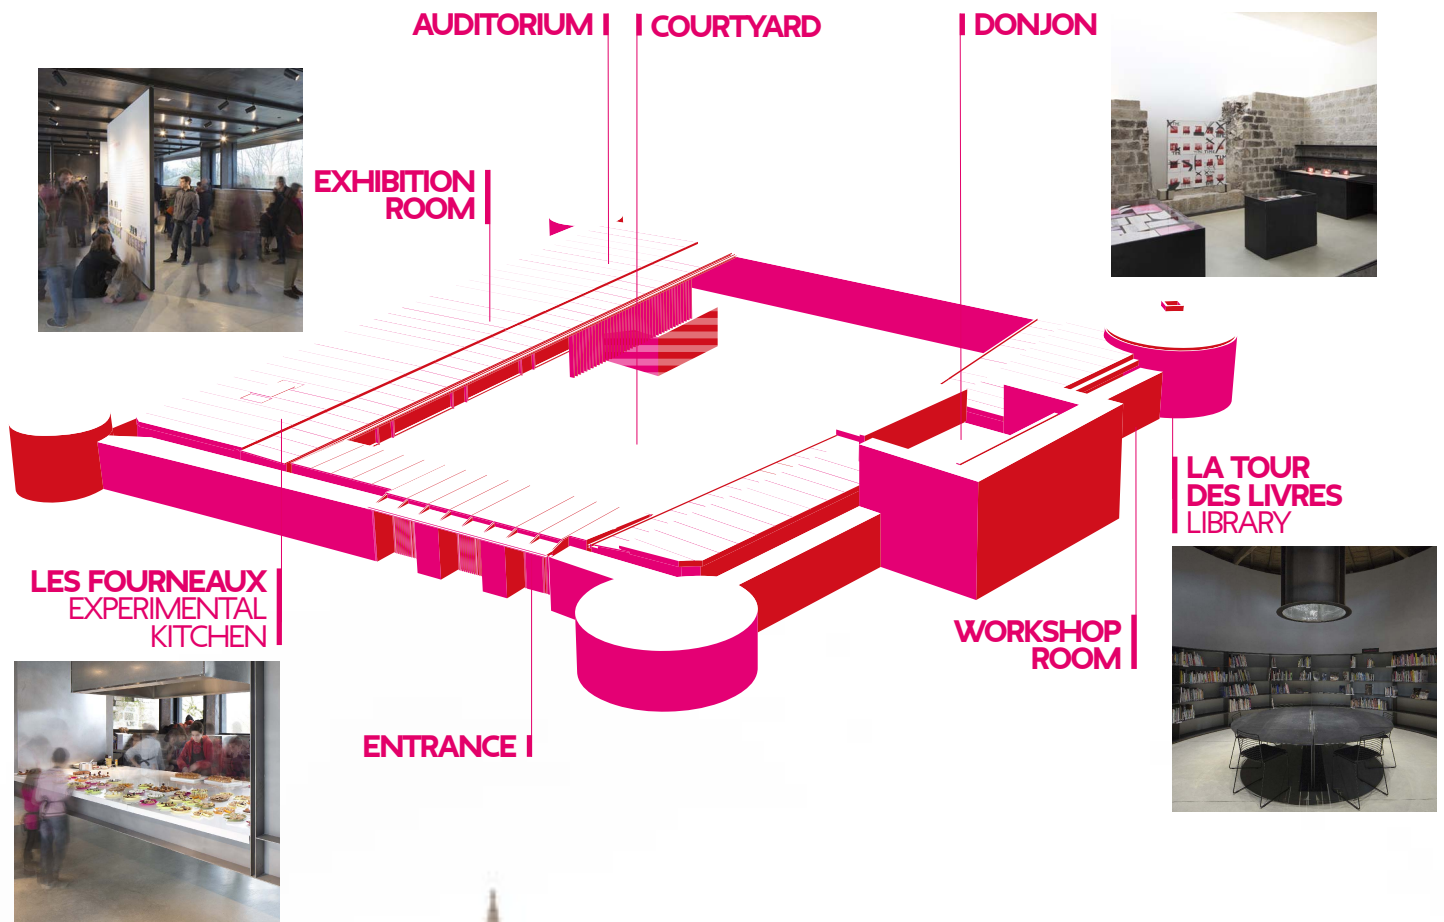 AUDITORIUM
COURTYARD
DONJON
EXHIBITION
ROOM
LA TOUR
DES LIVRES
LIBRARY
LES FOURNEAUX
EXPERIMENTAL
KITCHEN
WORKSHOP
ROOM
ENTRANCE